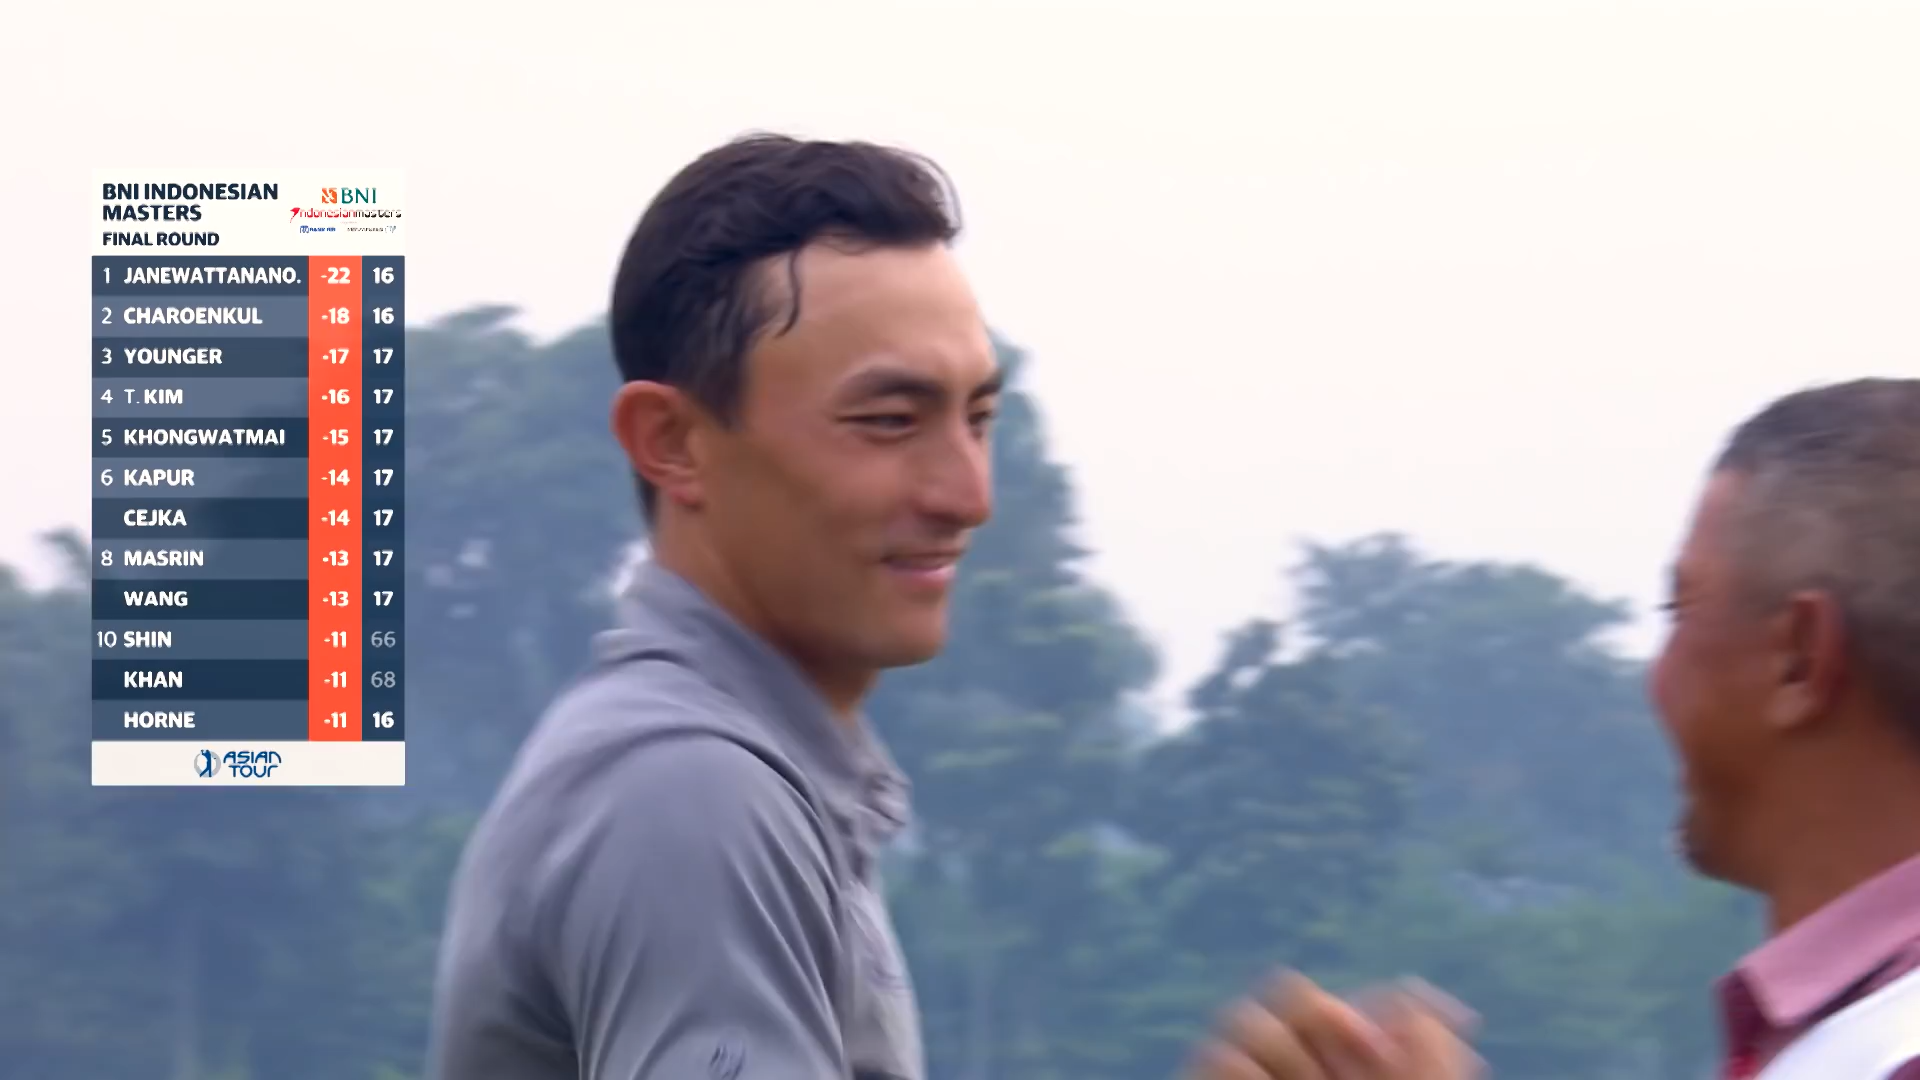 BNI INDONESIAN
MASTERS
FINAL ROUND
BNI
indonesianmasters
1 JANEWATTANANO. -22 16
2 CHAROENKUL -18 16
3 YOUNGER -17 17
4 T. KIM -16 17
5 KHONGWATMAI -15 17
6 KAPUR -14 17
CEJKA -14 17
8 MASRIN -13 17
WANG -13 17
10 SHIN -11 66
KHAN -11 68
HORNE -11 16
ASIAN
TOUR